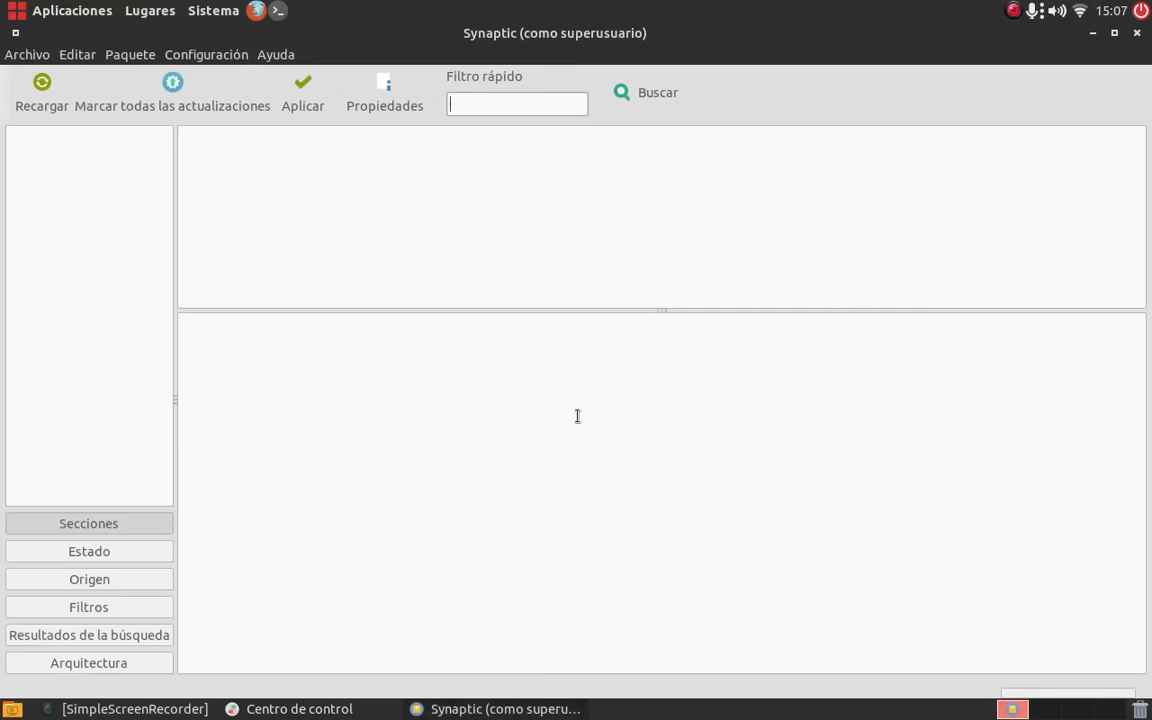 Aplicaciones Lugares Sistema 15:07
Synaptic (como superusuario)
Archivo Editar Paquete Configuración Ayuda
Recargar Marcar todas las actualizaciones Aplicar Propiedades Filtro rápido Buscar
Secciones
Estado
Origen
Filtros
Resultados de la búsqueda
Arquitectura
[SimpleScreenRecorder] Centro de control Synaptic (como superu...